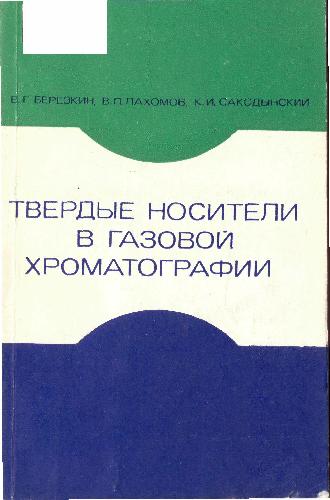 В.Г. БЕРЕЗКИН, В.П. ПАХОМОВ, К.И. САКОДЫНСКИЙ
ТВЕРДЫЕ НОСИТЕЛИ
В ГАЗОВОЙ
ХРОМАТОГРАФИИ